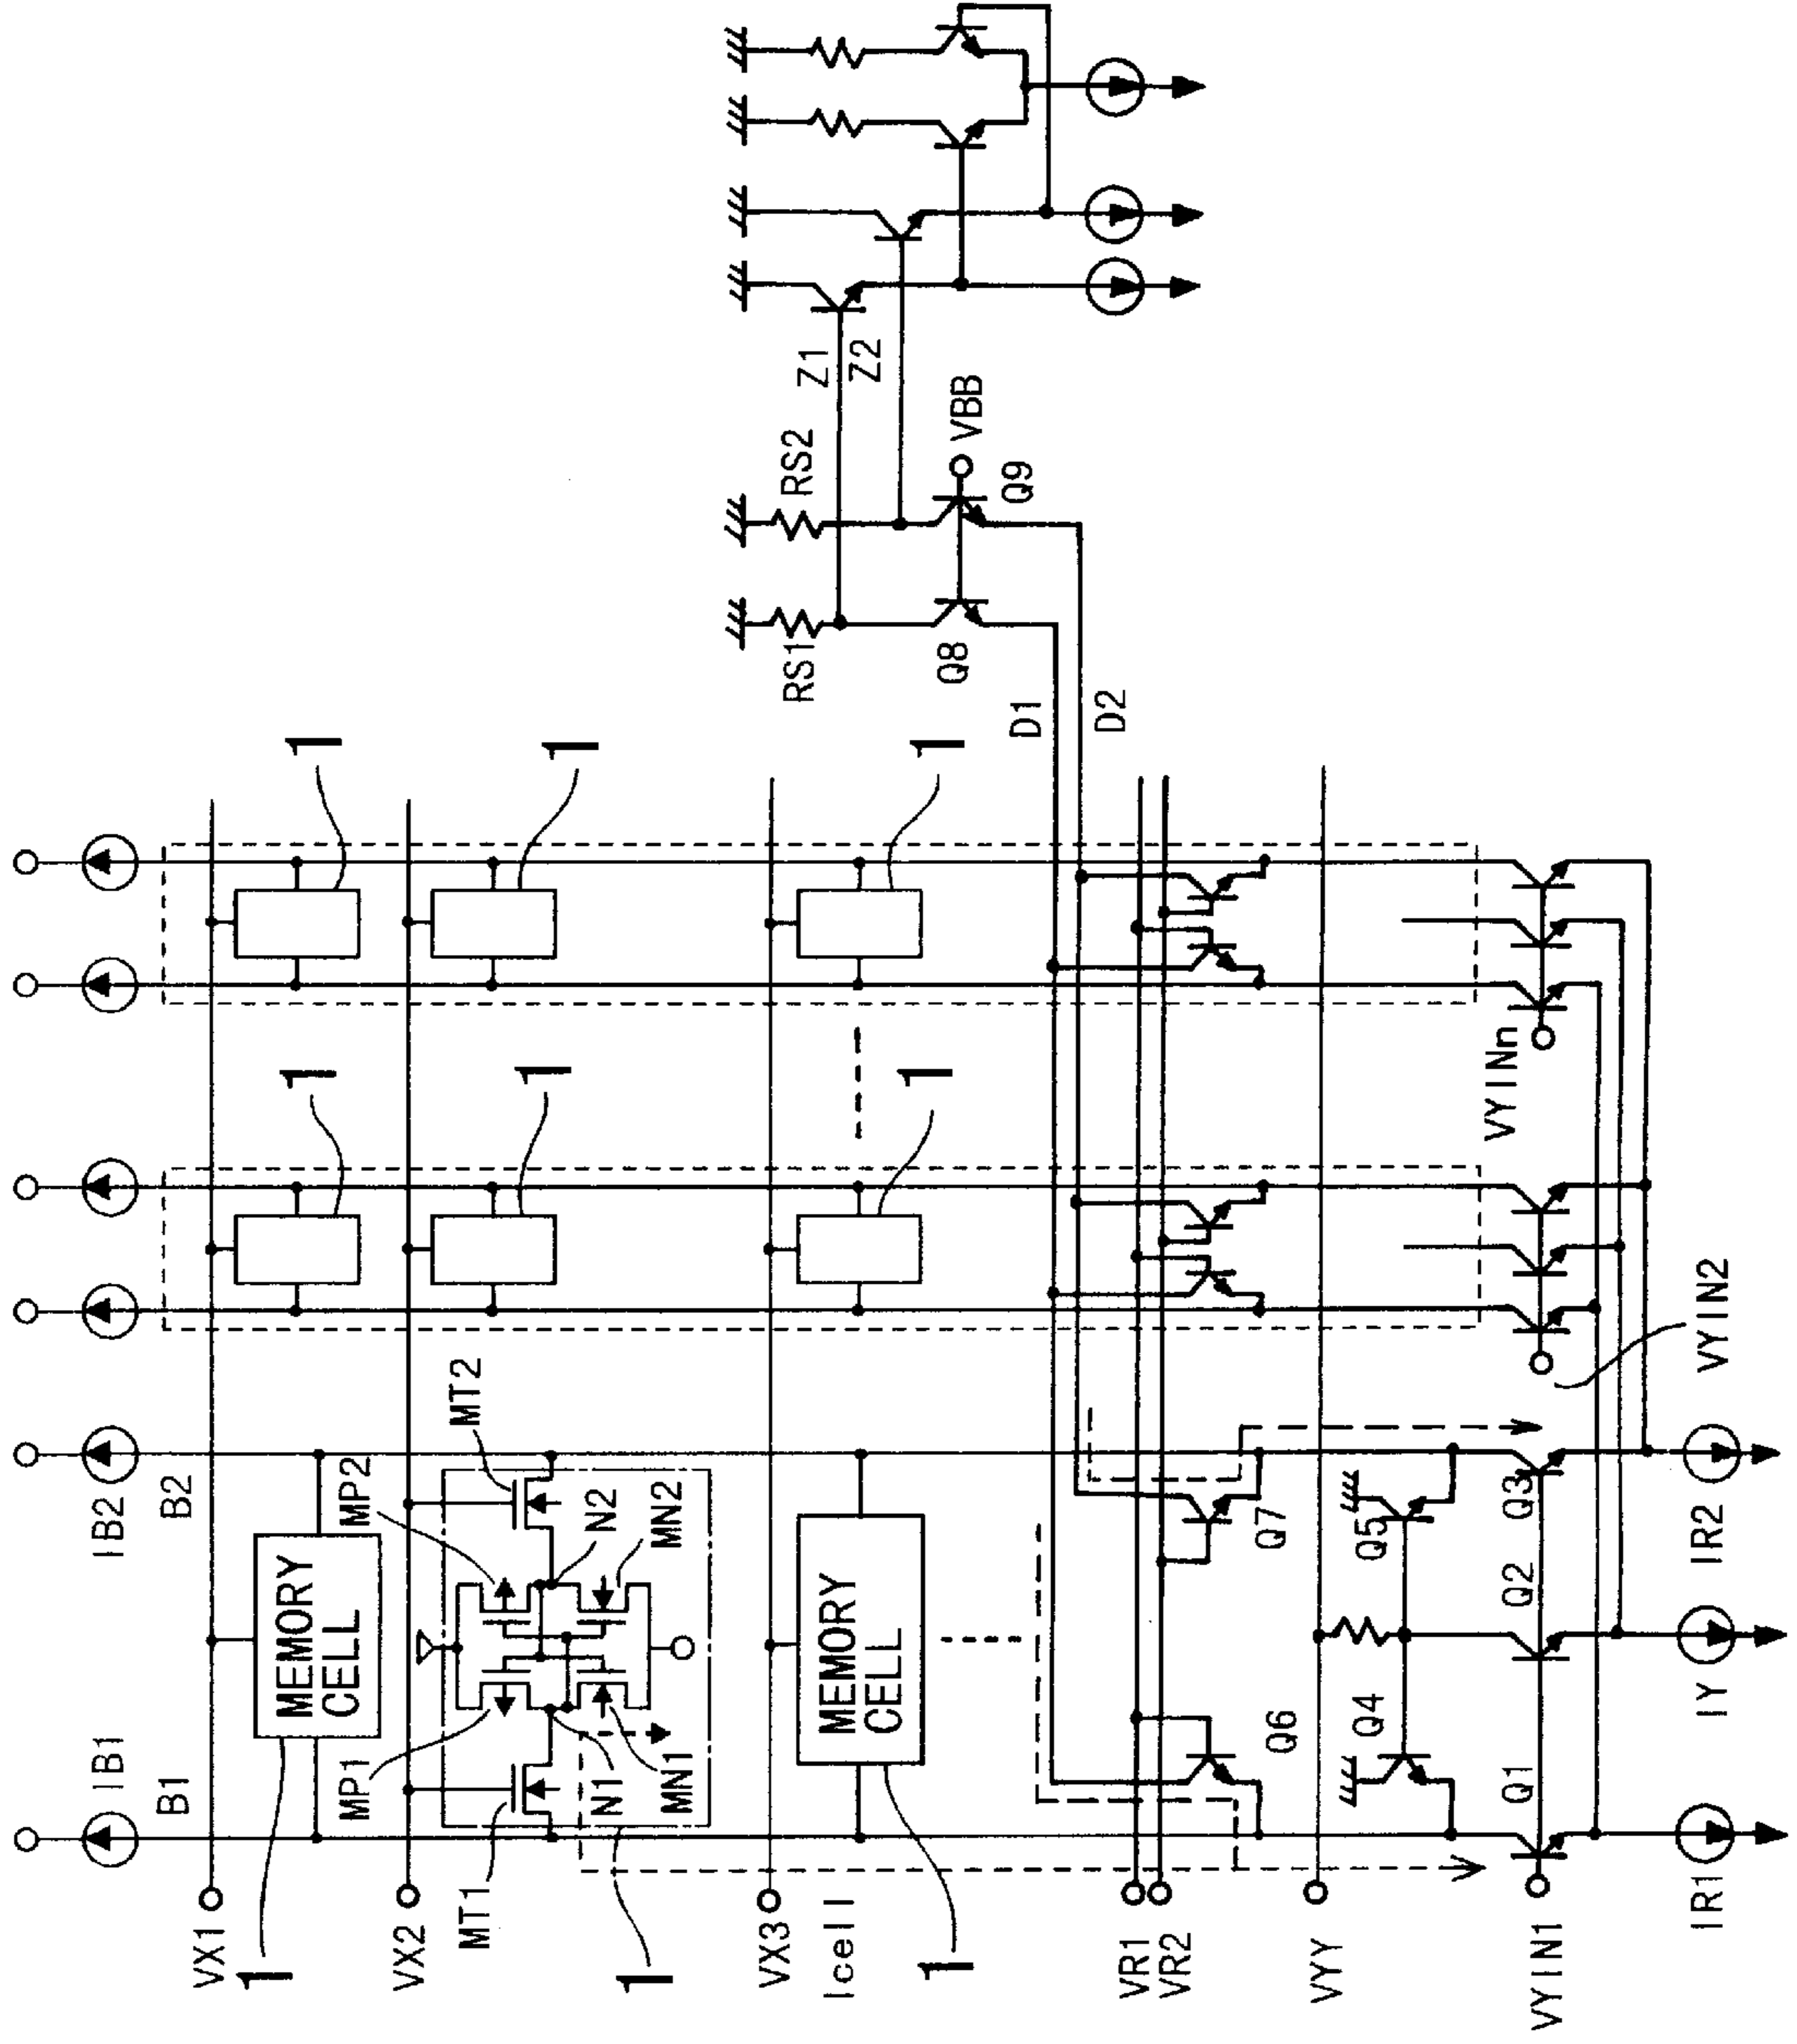 IB1
IB2
B1
B2
VX1
1
MEMORY
CELL
1
1
VX2
MT1
MP1
MP2
MT2
N1
MN1
N2
MN2
1
1
1
VX3
Icell
1
MEMORY
CELL
1
1
D1
D2
VR1
VR2
Q6
Q7
VYY
Q4
Q5
VYIN1
Q1
Q2
Q3
VYIN2
VYINn
IR1
IY
IR2
RS1
RS2
Z1
Z2
Q8
Q9
VBB